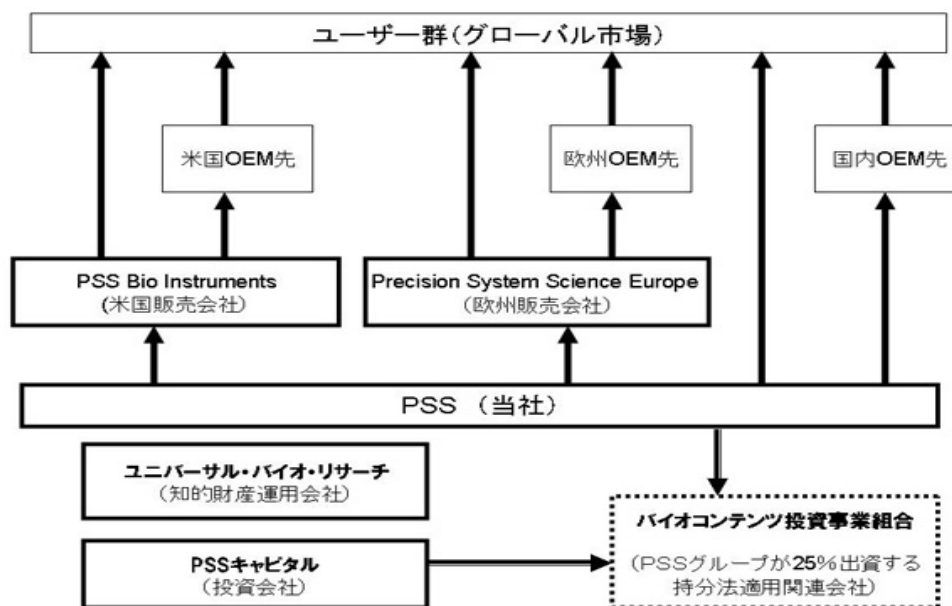 ユーザー群(グローバル市場)
米国OEM先
欧州OEM先
国内OEM先
PSS Bio Instruments
(米国販売会社)
Precision System Science Europe
(欧州販売会社)
PSS (当社)
ユニバーサル・バイオ・リサーチ
(知的財産運用会社)
PSSキャピタル
(投資会社)
バイオコンテンツ投資事業組合
(PSSグループが25%出資する
持分法適用関連会社)